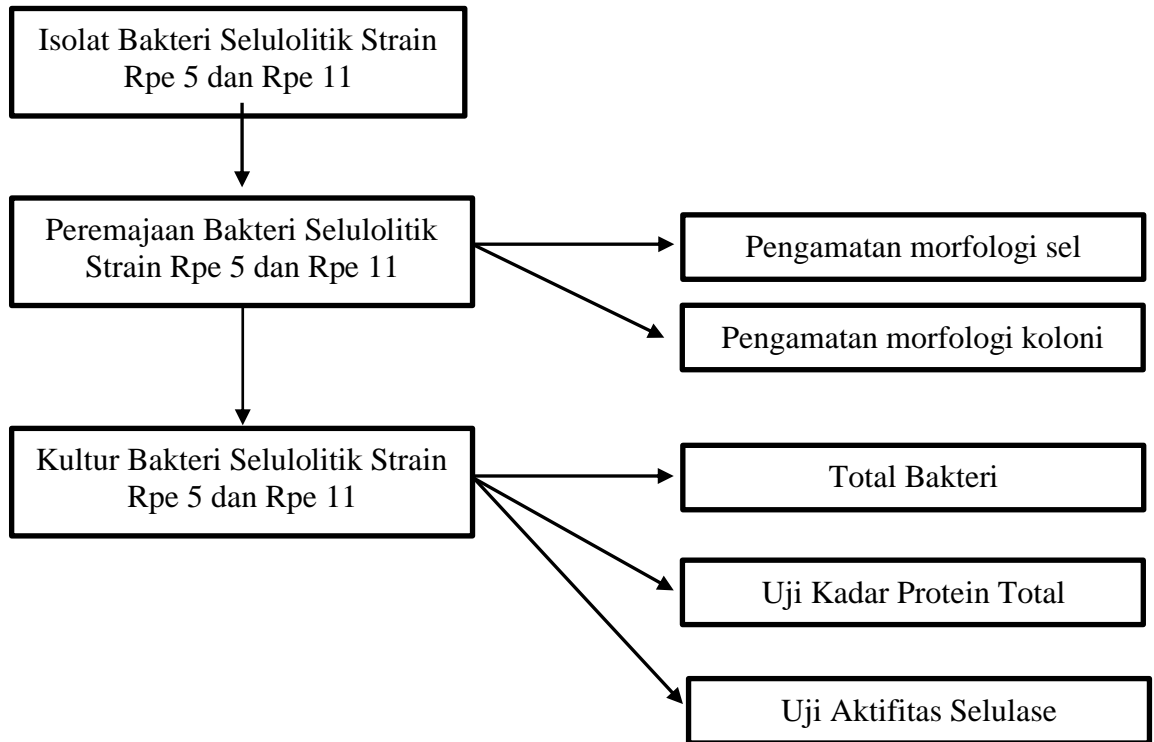 Isolat Bakteri Selulolitik Strain
Rpe 5 dan Rpe 11
Peremajaan Bakteri Selulolitik
Strain Rpe 5 dan Rpe 11
Pengamatan morfologi sel
Pengamatan morfologi koloni
Kultur Bakteri Selulolitik Strain
Rpe 5 dan Rpe 11
Total Bakteri
Uji Kadar Protein Total
Uji Aktifitas Selulase